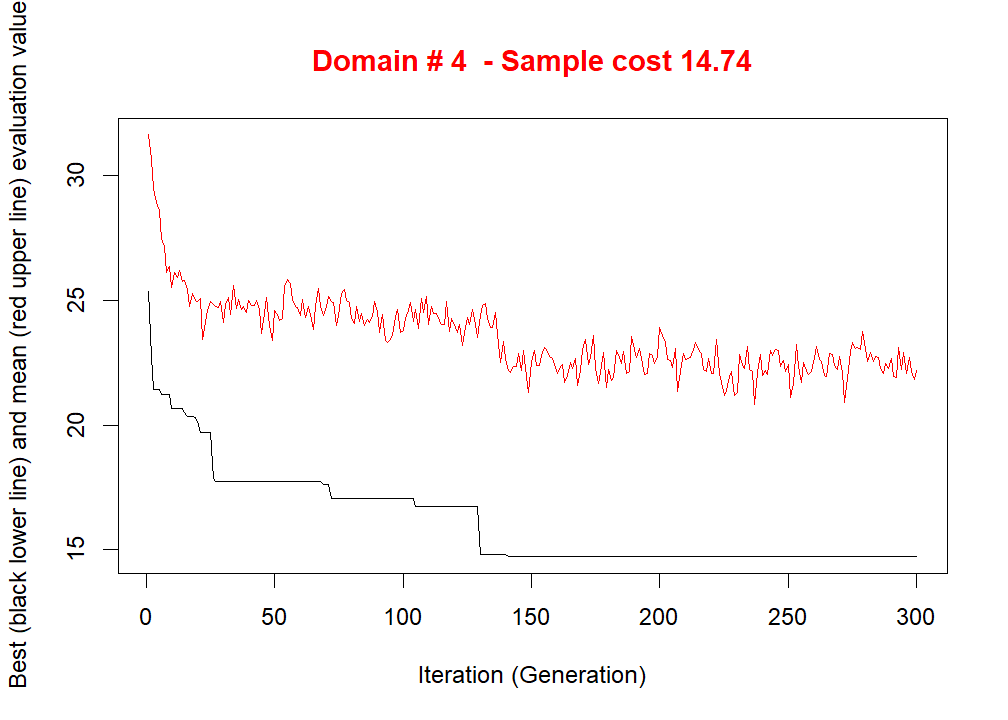 Domain # 4  - Sample cost 14.74
Best (black lower line) and mean (red upper line) evaluation value
30
25
20
15
0 50 100 150 200 250 300
Iteration (Generation)